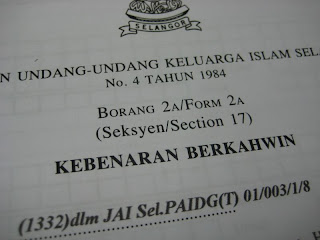 SELANGOR
N UNDANG-UNDANG KELUARGA ISLAM SEL
No. 4 TAHUN 1984
BORANG 2A/FORM 2A
(Seksyen/Section 17)
KEBENARAN BERKAHWIN
(1332)dlm JAI Sel.PAIDG(T) 01/003/1/8